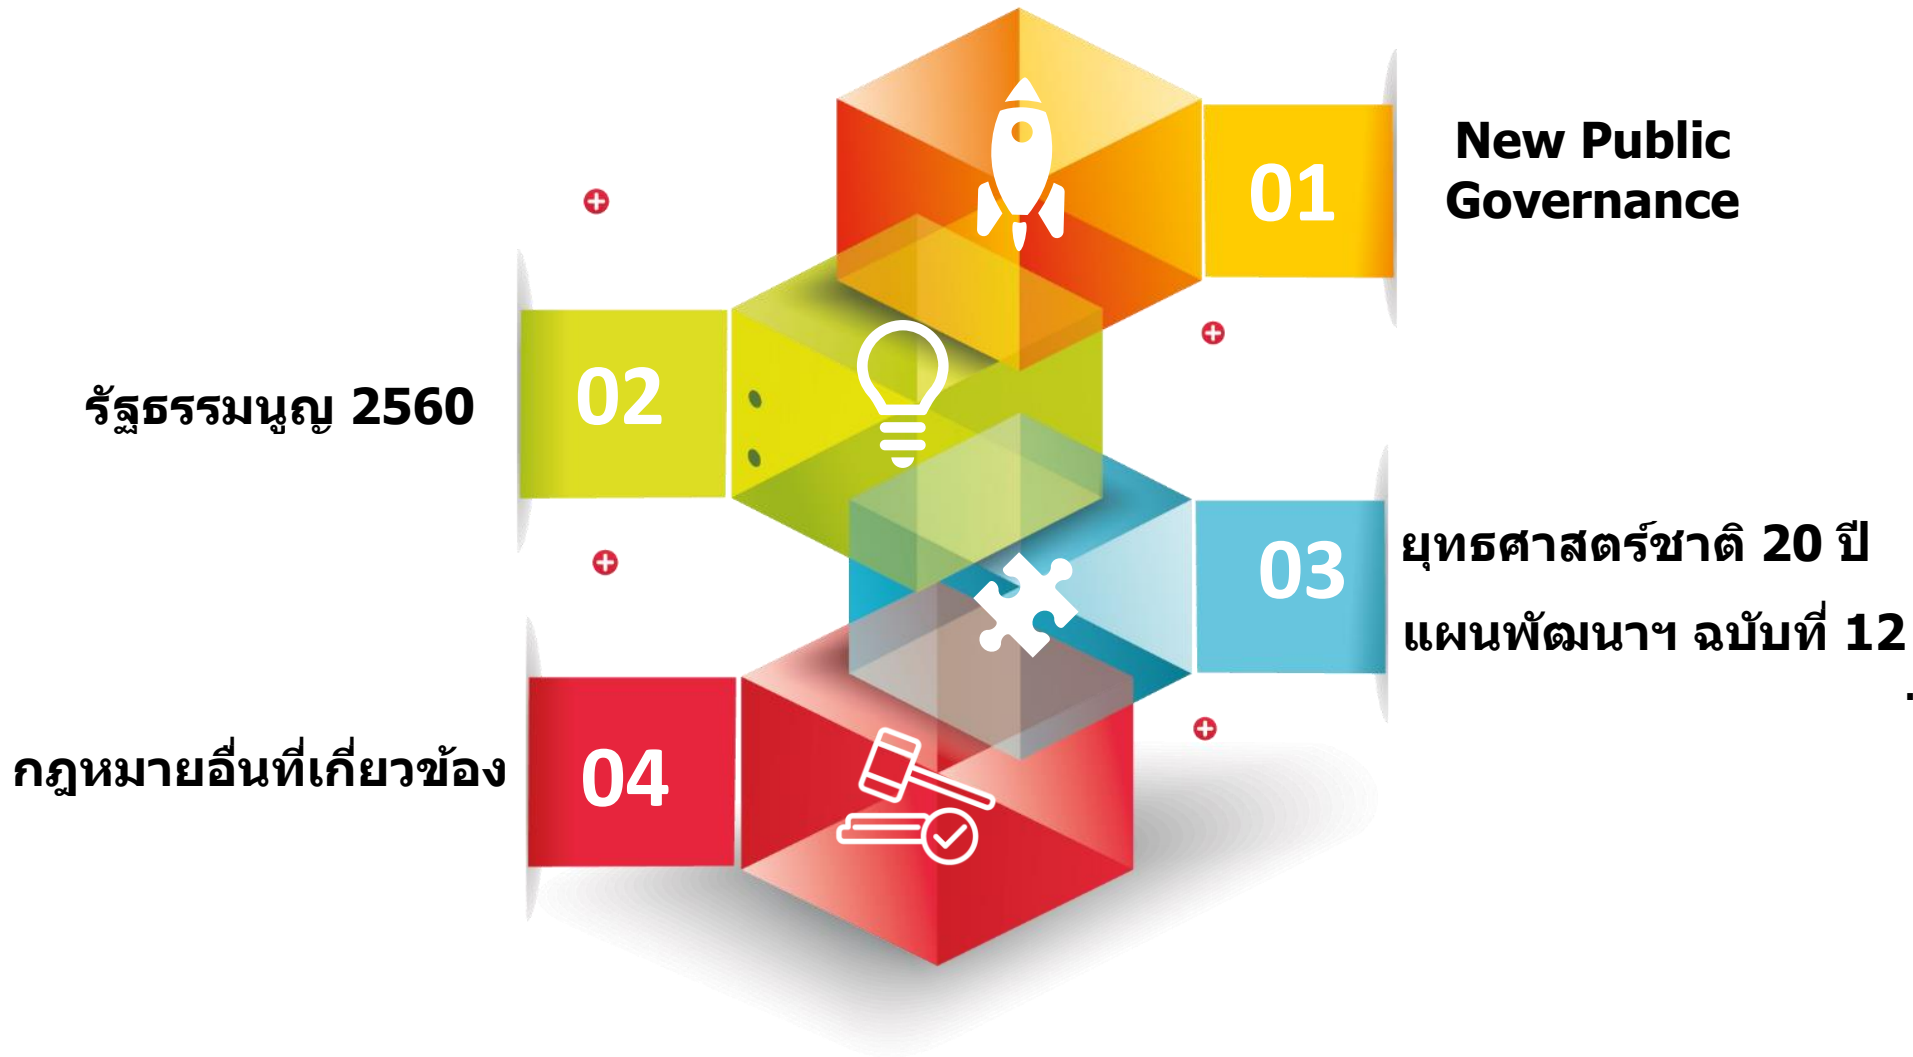 01
New Public
Governance
02
รัฐธรรมนูญ 2560
03
ยุทธศาสตร์ชาติ 20 ปี
แผนพัฒนาฯ ฉบับที่ 12
.
04
กฎหมายอื่นที่เกี่ยวข้อง